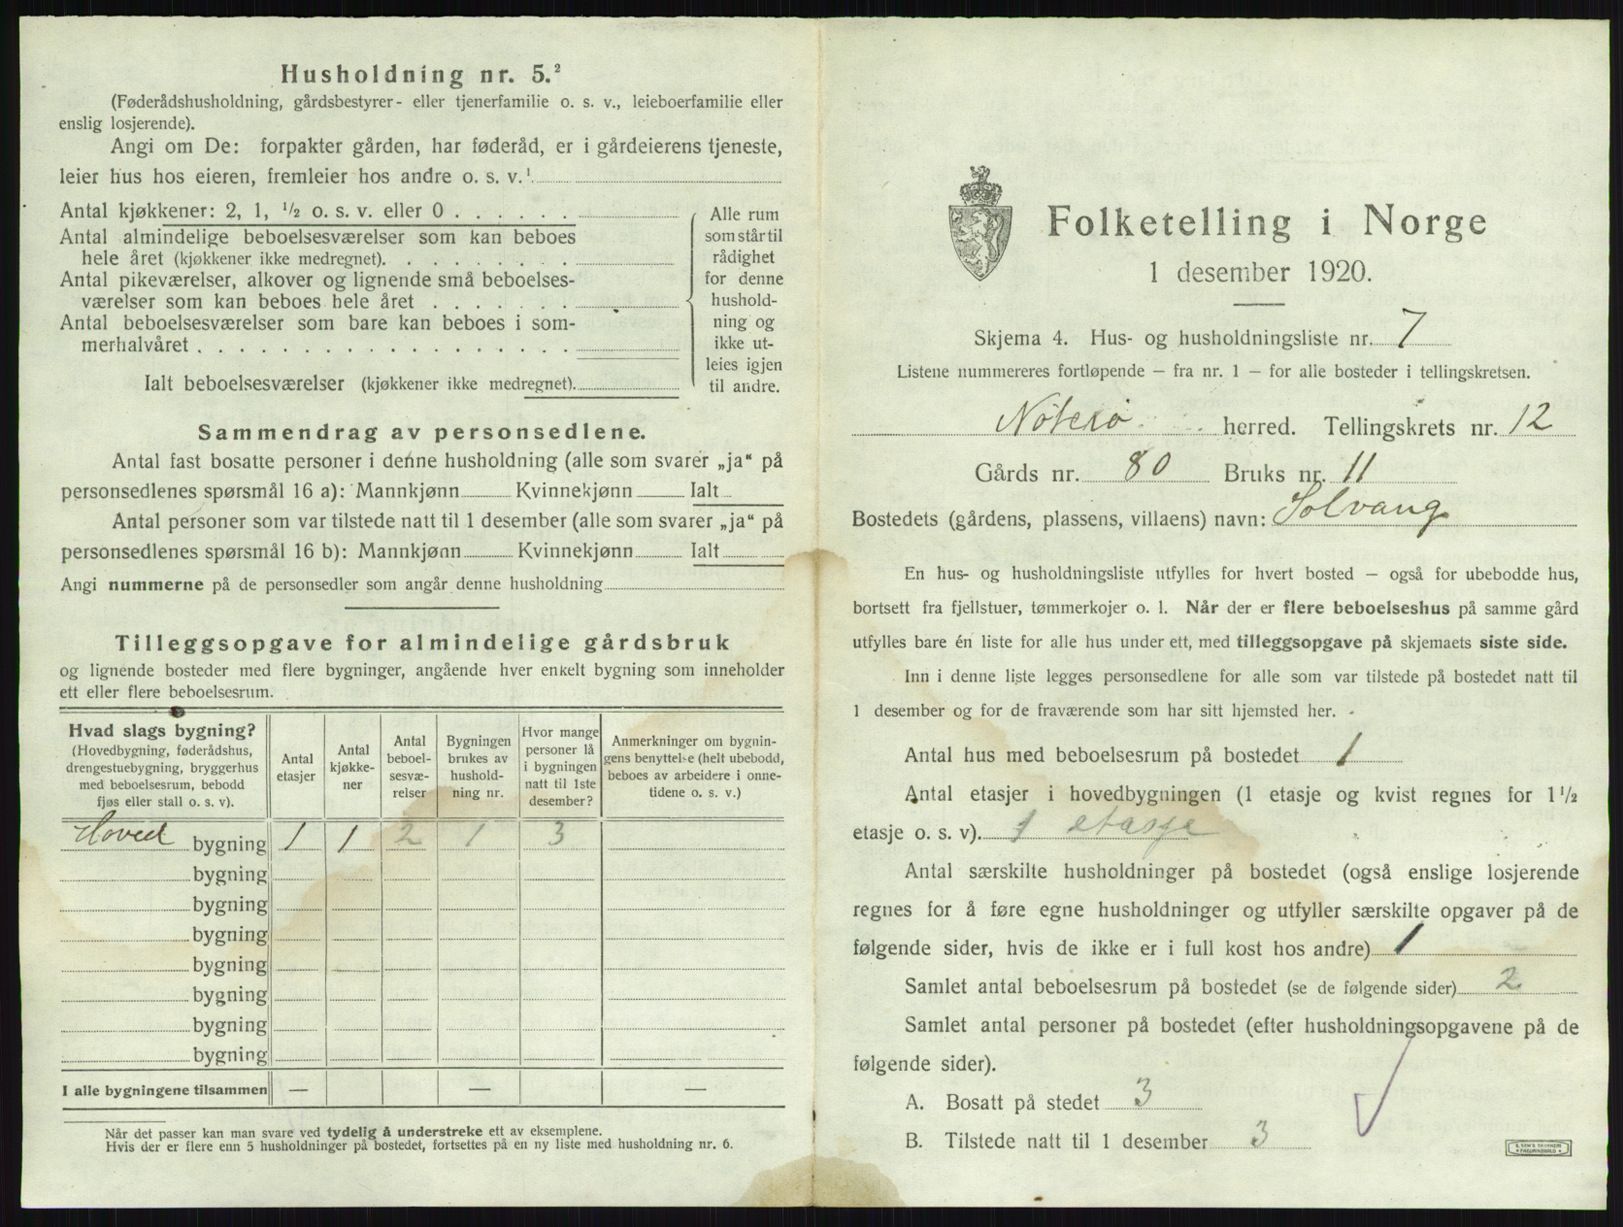 Husholdning nr. 5.²
(Føderådshusholdning, gårdsbestyrer- eller tjenerfamilie o. s. v., leieboerfamilie eller
enslig losjerende).
Angi om De: forpakter gården, har føderåd, er i gårdeierens tjeneste,
leier hus hos eieren, fremleier hos andre o. s. v.¹
Antal kjøkkener: 2, 1, ½ o. s. v. eller 0 . . . . . .
Antal almindelige beboelsesværelser som kan beboes
hele året (kjøkkener ikke medregnet). . . . . . . . .
Antal pikeværelser, alkover og lignende små beboelses-
værelser som kan beboes hele året . . . . . . .
Antal beboelsesværelser som bare kan beboes i som-
merhalvåret . . . . . . . . . . . . . . . . . .
Ialt beboelsesværelser (kjøkkener ikke medregnet).
Alle rum
som står til
rådighet
for denne
hushold-
ning og
ikke ut-
leies igjen
til andre.
Sammendrag av personsedlene.
Antal fast bosatte personer i denne husholdning (alle som svarer „ja“ på
personsedlenes spørsmål 16 a): Mannkjønn Kvinnekjønn Ialt
Antal personer som var tilstede natt til 1 desember (alle som svarer „ja“ på
personsedlenes spørsmål 16 b): Mannkjønn Kvinnekjønn Ialt
Angi nummerne på de personsedler som angår denne husholdning
Tilleggsopgave for almindelige gårdsbruk
og lignende bosteder med flere bygninger, angående hver enkelt bygning som inneholder
ett eller flere beboelsesrum.
Hvad slags bygning?
(Hovedbygning, føderådshus,
drengestuebygning, bryggerhus
med beboelsesrum, bebodd
fjøs eller stall o. s. v).
Antal
etasjer
Antal
kjøkke-
ner
Antal
beboel-
sesvæ-
relser
Bygningen
brukes av
hushold-
ning nr.
Hvor mange
personer lå
i bygningen
natt til 1ste
desember?
Anmerkninger om bygnin-
gens benyttelse (helt ubebodd,
beboes av arbeidere i onne-
tidene o. s. v.)
Hoved bygning 1 1 2 1 3
bygning
bygning
bygning
bygning
bygning
bygning
bygning
I alle bygningene tilsammen — — —
Når det passer kan man svare ved tydelig å understreke ett av eksemplene.
Hvis der er flere enn 5 husholdninger på bostedet, fortsettes på en ny liste med husholdning nr. 6.
Folketelling i Norge
1 desember 1920.
Skjema 4. Hus- og husholdningsliste nr. 7
Listene nummereres fortløpende — fra nr. 1 — for alle bosteder i tellingskretsen.
Nøterø herred. Tellingskrets nr. 12
Gårds nr. 80 Bruks nr. 11
Bostedets (gårdens, plassens, villaens) navn: Solvang
En hus- og husholdningsliste utfylles for hvert bosted — også for ubebodde hus,
bortsett fra fjellstuer, tømmerkojer o. l. Når der er flere beboelseshus på samme gård
utfylles bare én liste for alle hus under ett, med tilleggsopgave på skjemaets siste side.
Inn i denne liste legges personsedlene for alle som var tilstede på bostedet natt til
1 desember og for de fraværende som har sitt hjemsted her.
Antal hus med beboelsesrum på bostedet 1
Antal etasjer i hovedbygningen (1 etasje og kvist regnes for 1½
etasje o. s. v). 1 etasje
Antal særskilte husholdninger på bostedet (også enslige losjerende
regnes for å føre egne husholdninger og utfyller særskilte opgaver på de
følgende sider, hvis de ikke er i full kost hos andre) 1
Samlet antal beboelsesrum på bostedet (se de følgende sider) 2
Samlet antal personer på bostedet (efter husholdningsopgavene på de
følgende sider).
A. Bosatt på stedet 3
B. Tilstede natt til 1 desember 3